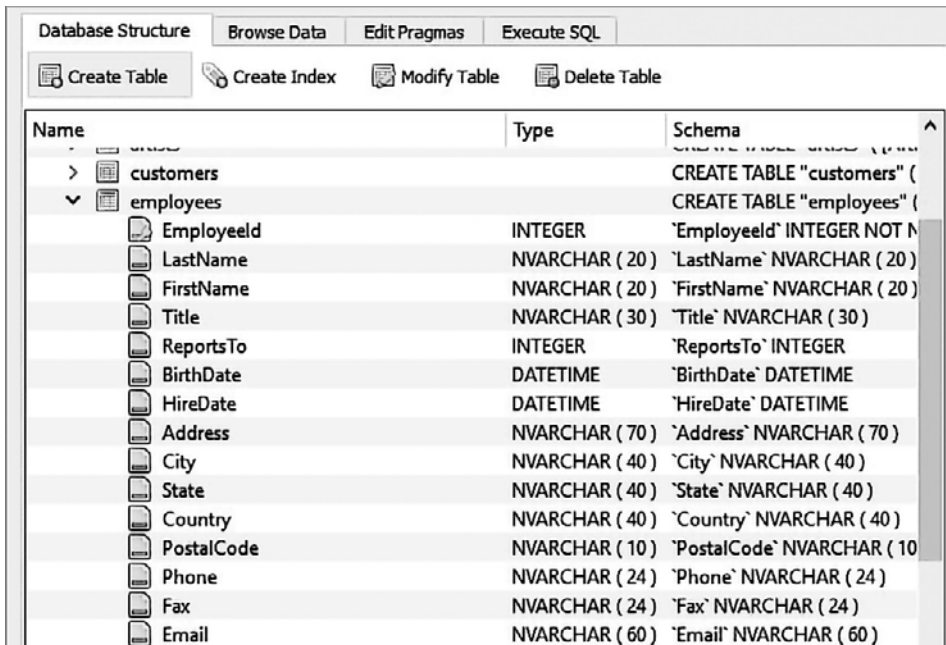 Database Structure Browse Data Edit Pragmas Execute SQL
Create Table Create Index Modify Table Delete Table
Name Type Schema
customers CREATE TABLE "customers" (
employees CREATE TABLE "employees" (
EmployeeId INTEGER `EmployeeId` INTEGER NOT N
LastName NVARCHAR ( 20 ) `LastName` NVARCHAR ( 20 )
FirstName NVARCHAR ( 20 ) `FirstName` NVARCHAR ( 20 )
Title NVARCHAR ( 30 ) `Title` NVARCHAR ( 30 )
ReportsTo INTEGER `ReportsTo` INTEGER
BirthDate DATETIME `BirthDate` DATETIME
HireDate DATETIME `HireDate` DATETIME
Address NVARCHAR ( 70 ) `Address` NVARCHAR ( 70 )
City NVARCHAR ( 40 ) `City` NVARCHAR ( 40 )
State NVARCHAR ( 40 ) `State` NVARCHAR ( 40 )
Country NVARCHAR ( 40 ) `Country` NVARCHAR ( 40 )
PostalCode NVARCHAR ( 10 ) `PostalCode` NVARCHAR ( 10
Phone NVARCHAR ( 24 ) `Phone` NVARCHAR ( 24 )
Fax NVARCHAR ( 24 ) `Fax` NVARCHAR ( 24 )
Email NVARCHAR ( 60 ) `Email` NVARCHAR ( 60 )